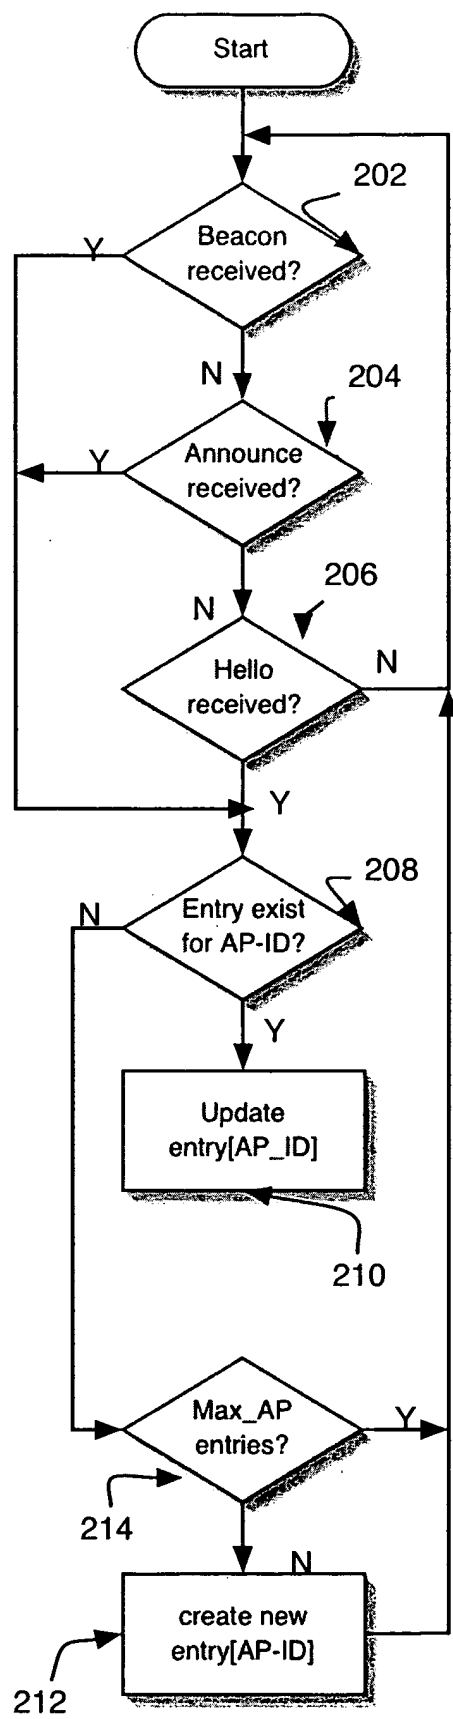 Start
202
Beacon
received?
Y
N
204
Announce
received?
Y
206
N
Hello
received?
N
Y
208
Entry exist
for AP-ID?
N
Y
Update
entry[AP_ID]
210
Max_AP
entries?
Y
214
N
create new
entry[AP-ID]
212